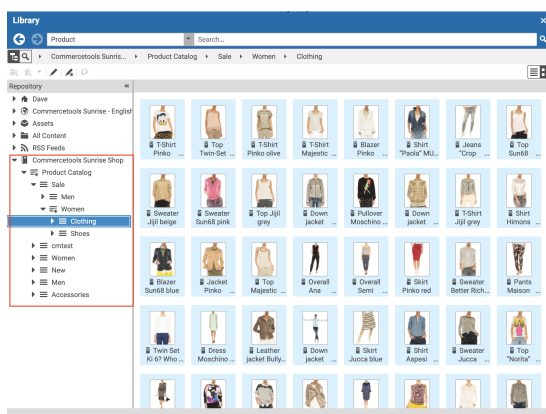 Library
Product
Search...
Commercetools Sunris... Product Catalog Sale Women Clothing
Repository
Dave
Commercetools Sunrise - English
Assets
All Content
RSS Feeds
Commercetools Sunrise Shop
Product Catalog
Sale
Men
Women
Clothing
Shoes
cmtest
Women
New
Men
Accessories
T-Shirt Pinko ...
Top Twin-Set ...
T-Shirt Pinko olive
T-Shirt Majestic ...
Blazer Pinko ...
Shirt "Paola" MU...
Jeans "Crop ...
Top Sun68 ...
Sweater Jijil beige
Sweater Sun68 pink
Top Jijil grey
Down jacket ...
Pullover Moschino ...
Down jacket ...
T-Shirt Jijil grey
Shirt Himons ...
Blazer Sun68 blue
Jacket Pinko ...
Top Majestic ...
Overall Ana ...
Overall Semi ...
Skirt Pinko red
Sweater Better Rich...
Pants Maison ...
Twin Set Ki 6? Who ...
Dress Moschino ...
Leather jacket Bully...
Down jacket ...
Skirt Jucca blue
Shirt Aspesi ...
Sweater Jucca ...
Top "Norita" ...